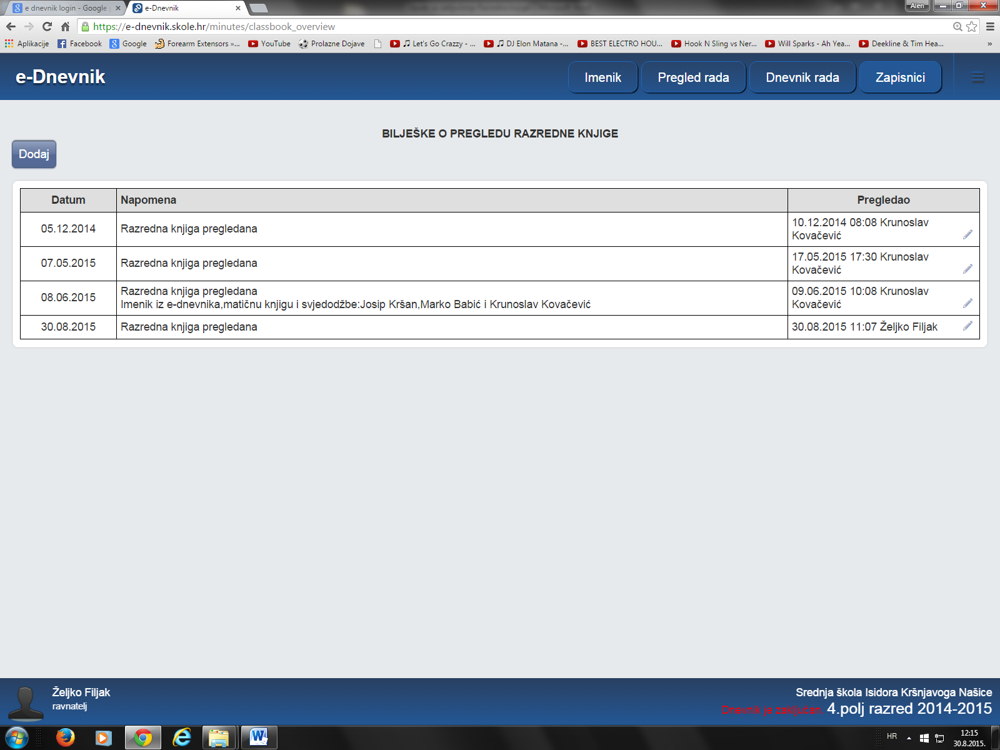 e dnevnik login - Google
e-Dnevnik
Alen
https://e-dnevnik.skole.hr/minutes/classbook_overview
Aplikacije
Facebook
Google
Forearm Extensors »...
YouTube
Prolazne Dojave
♫ Let's Go Crazzy - ...
♫ DJ Elon Matana -...
BEST ELECTRO HOU...
Hook N Sling vs Ner...
Will Sparks - Ah Yea...
Deekline & Tim Hea...
»
e-Dnevnik
Imenik
Pregled rada
Dnevnik rada
Zapisnici
BILJEŠKE O PREGLEDU RAZREDNE KNJIGE
Dodaj
Datum
Napomena
Pregledao
05.12.2014
Razredna knjiga pregledana
10.12.2014 08:08 Krunoslav
Kovačević
07.05.2015
Razredna knjiga pregledana
17.05.2015 17:30 Krunoslav
Kovačević
08.06.2015
Razredna knjiga pregledana
Imenik iz e-dnevnika,matičnu knjigu i svjedodžbe:Josip Kršan,Marko Babić i Krunoslav Kovačević
09.06.2015 10:08 Krunoslav
Kovačević
30.08.2015
Razredna knjiga pregledana
30.08.2015 11:07 Željko Filjak
Željko Filjak
ravnatelj
Srednja škola Isidora Kršnjavoga Našice
Dnevnik je zaključan. 4.polj razred 2014-2015
HR
12:15
30.8.2015.